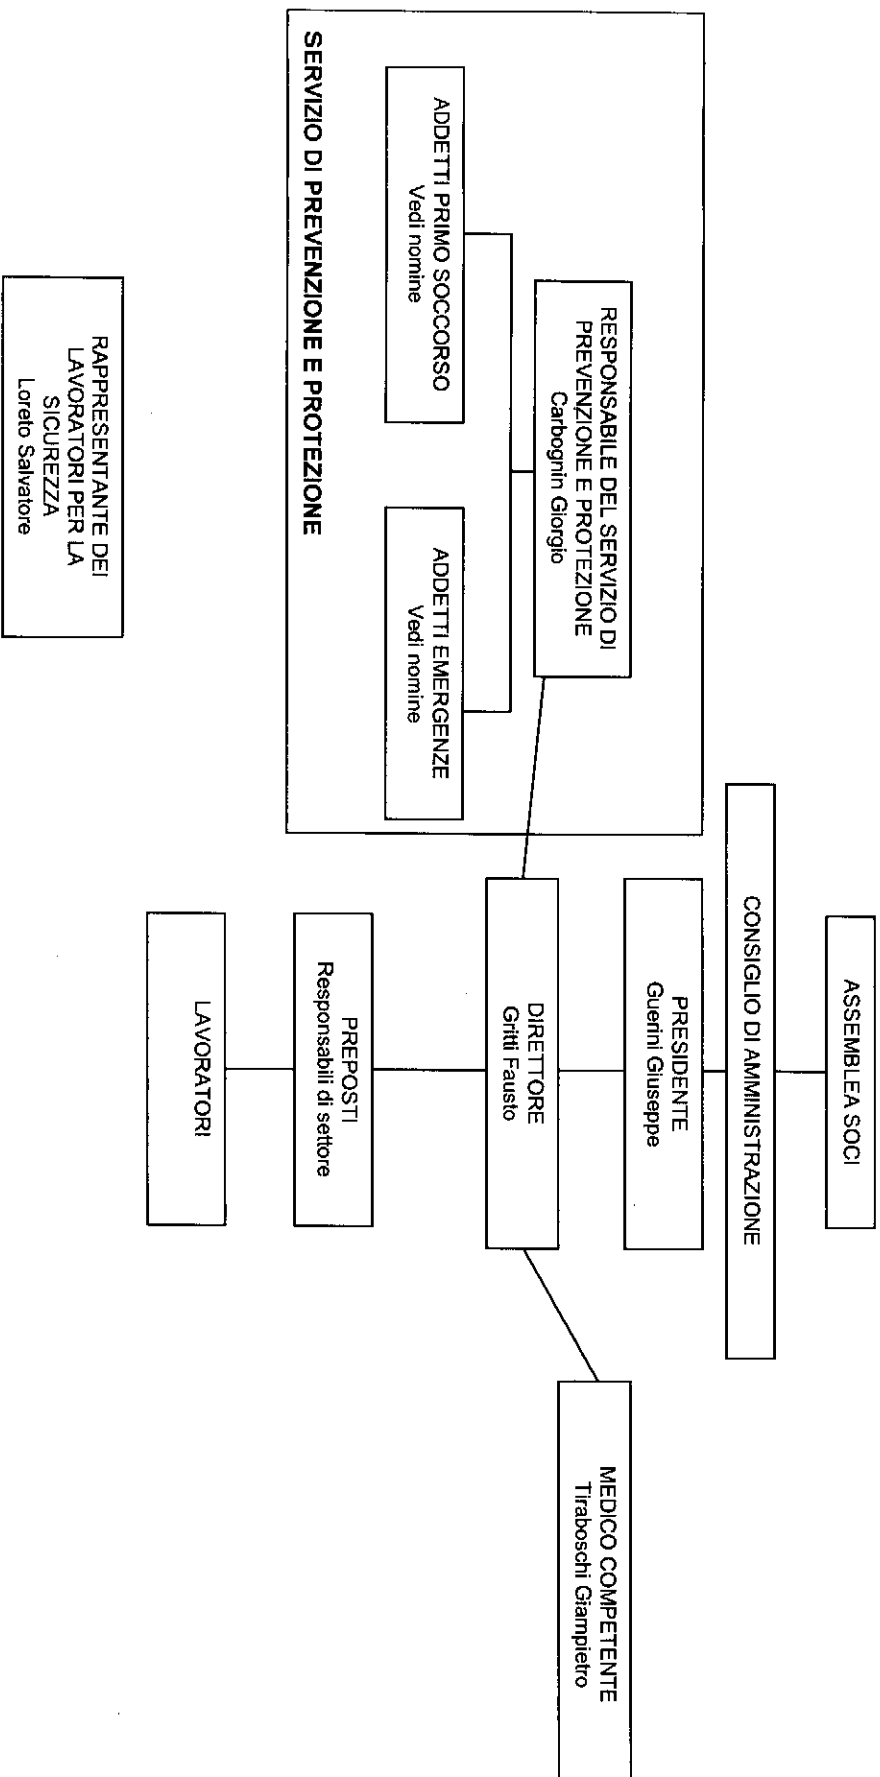 ASSEMBLEA SOCI
CONSIGLIO DI AMMINISTRAZIONE
PRESIDENTE
Guerini Giuseppe
RESPONSABILE DEL SERVIZIO DI
PREVENZIONE E PROTEZIONE
Carbognin Giorgio
MEDICO COMPETENTE
Tiraboschi Giampietro
DIRETTORE
Gritti Fausto
ADDETTI PRIMO SOCCORSO
Vedi nomine
ADDETTI EMERGENZE
Vedi nomine
SERVIZIO DI PREVENZIONE E PROTEZIONE
PREPOSTI
Responsabili di settore
LAVORATORI
RAPPRESENTANTE DEI
LAVORATORI PER LA
SICUREZZA
Loreto Salvatore